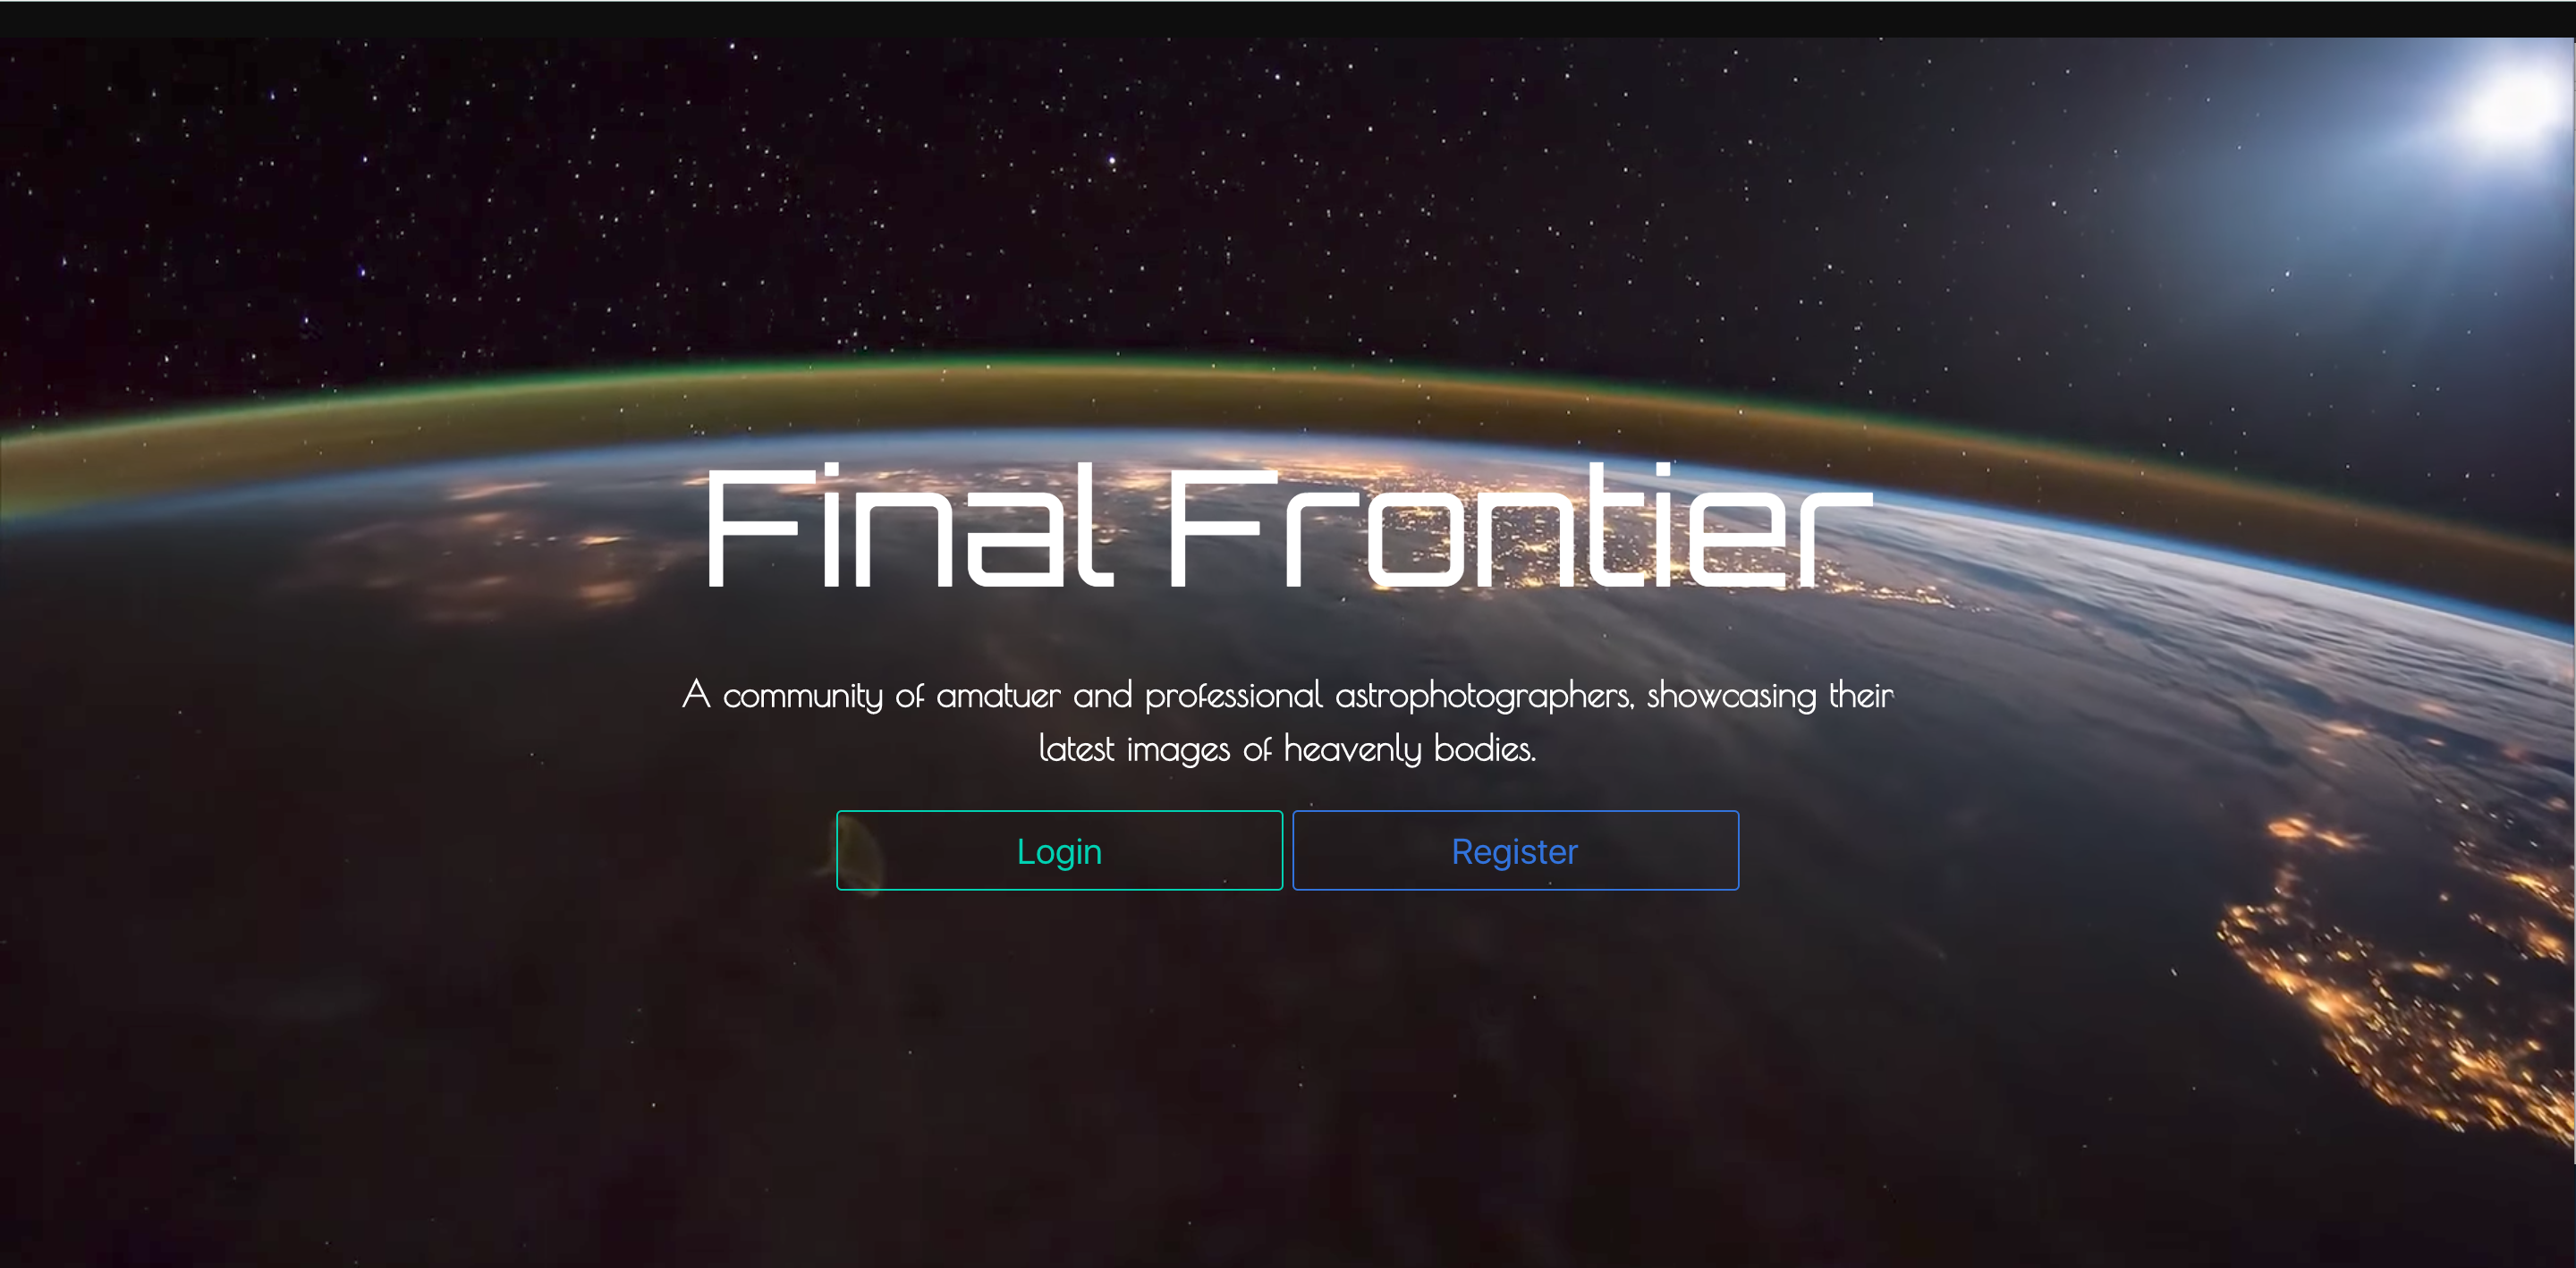 Final Frontier
A community of amatuer and professional astrophotographers, showcasing their
latest images of heavenly bodies.
Login
Register